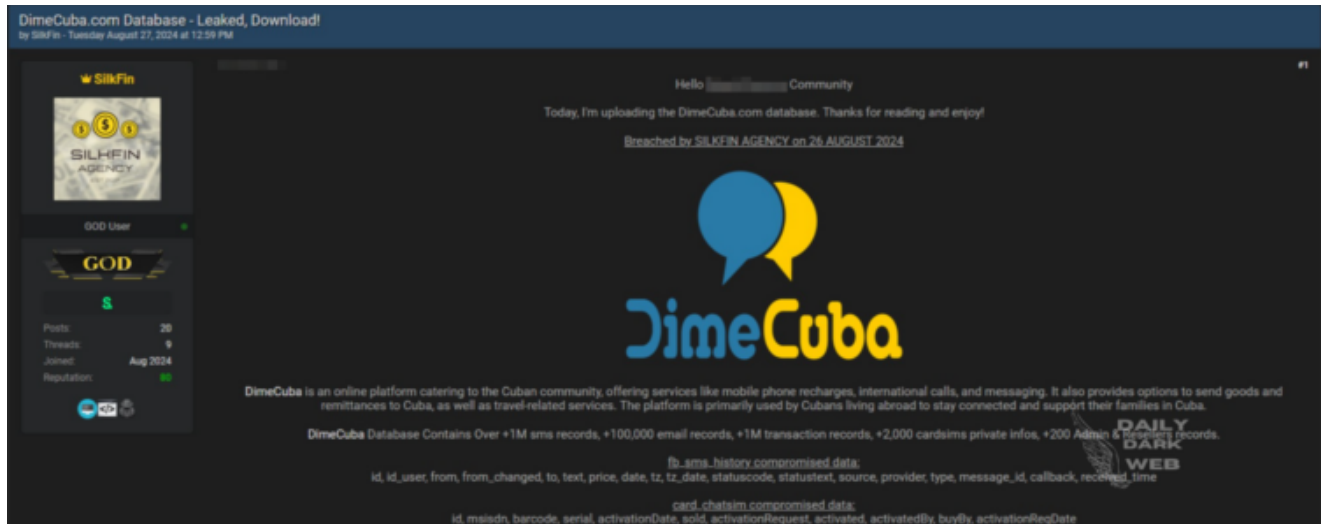 DimeCuba.com Database - Leaked, Download!
by SilkFin - Tuesday August 27, 2024 at 12:59 PM
SilkFin
SILKFIN
AGENCY
GOD User
GOD
Posts: 20
Threads: 9
Joined: Aug 2024
Reputation: 80
#1
Hello Community
Today, I'm uploading the DimeCuba.com database. Thanks for reading and enjoy!
Breached by SILKFIN AGENCY on 26 AUGUST 2024
DimeCuba
DimeCuba is an online platform catering to the Cuban community, offering services like mobile phone recharges, international calls, and messaging. It also provides options to send goods and
remittances to Cuba, as well as travel-related services. The platform is primarily used by Cubans living abroad to stay connected and support their families in Cuba.
DimeCuba Database Contains Over +1M sms records, +100,000 email records, +1M transaction records, +2,000 cardsims private infos, +200 Admin & Resellers records.
DAILY
DARK
WEB
fb_sms_history compromised data:
id, id_user, from, from_changed, to, text, price, date, tz, tz_date, statuscode, statustext, source, provider, type, message_id, callback, received_time
card_chatsim compromised data:
id, msisdn, barcode, serial, activationDate, sold, activationRequest, activated, activatedBy, buyBy, activationReqDate